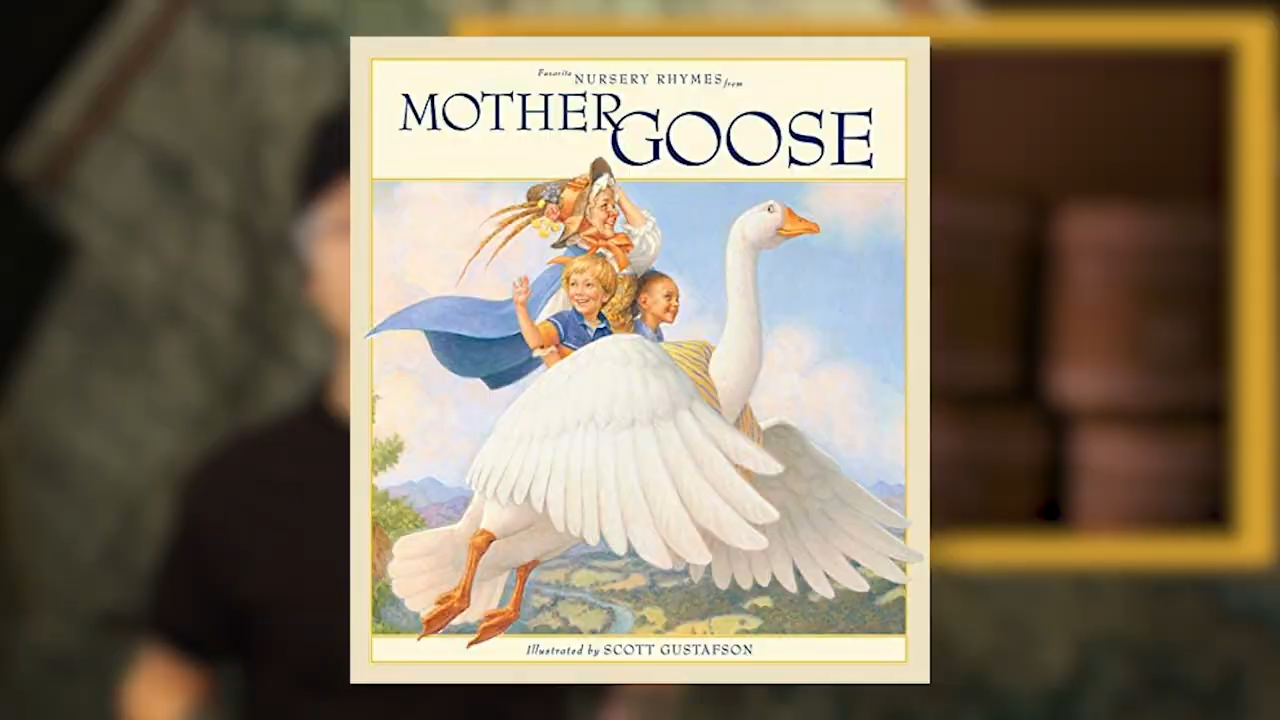 Favorite NURSERY RHYMES from
MOTHER GOOSE
Illustrated by SCOTT GUSTAFSON